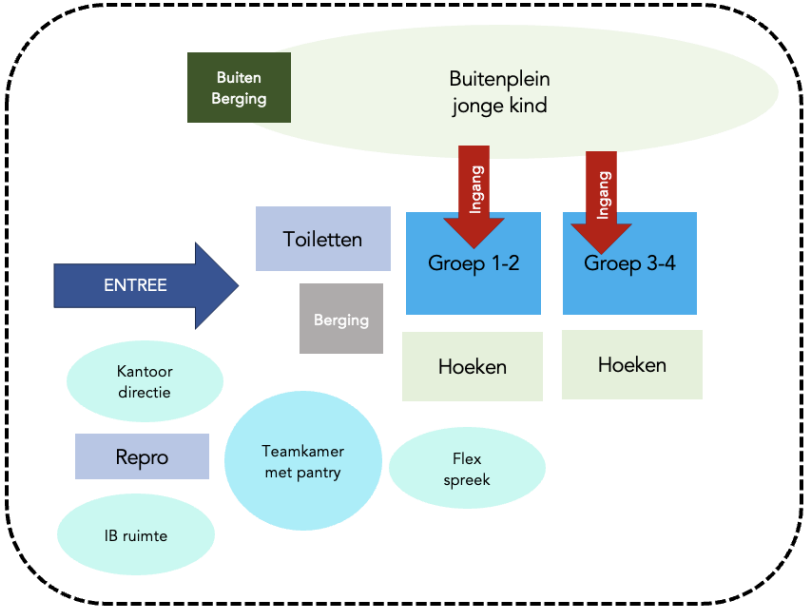 Buiten
Berging
Buitenplein
jonge kind
Ingang
Ingang
Toiletten
Groep 1-2
Groep 3-4
ENTREE
Berging
Hoeken
Hoeken
Kantoor
directie
Repro
Teamkamer
met pantry
Flex
spreek
IB ruimte